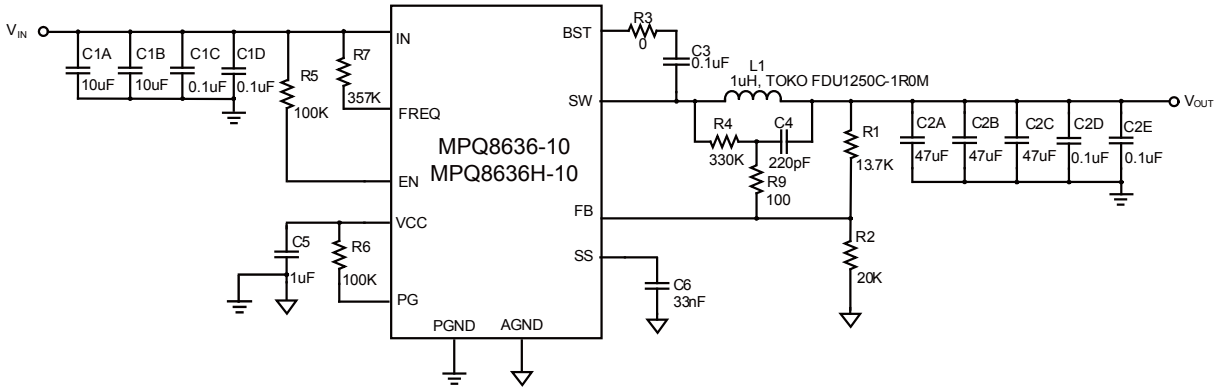 VIN
C1A
10uF
C1B
10uF
C1C
0.1uF
C1D
0.1uF
R5
100K
R7
357K
IN
FREQ
EN
VCC
PG
PGND
AGND
MPQ8636-10
MPQ8636H-10
BST
SW
FB
SS
C5
1uF
R6
100K
R3
0
C3
0.1uF
L1
1uH, TOKO FDU1250C-1R0M
R4
330K
C4
220pF
R9
100
R1
13.7K
R2
20K
C6
33nF
C2A
47uF
C2B
47uF
C2C
47uF
C2D
0.1uF
C2E
0.1uF
VOUT